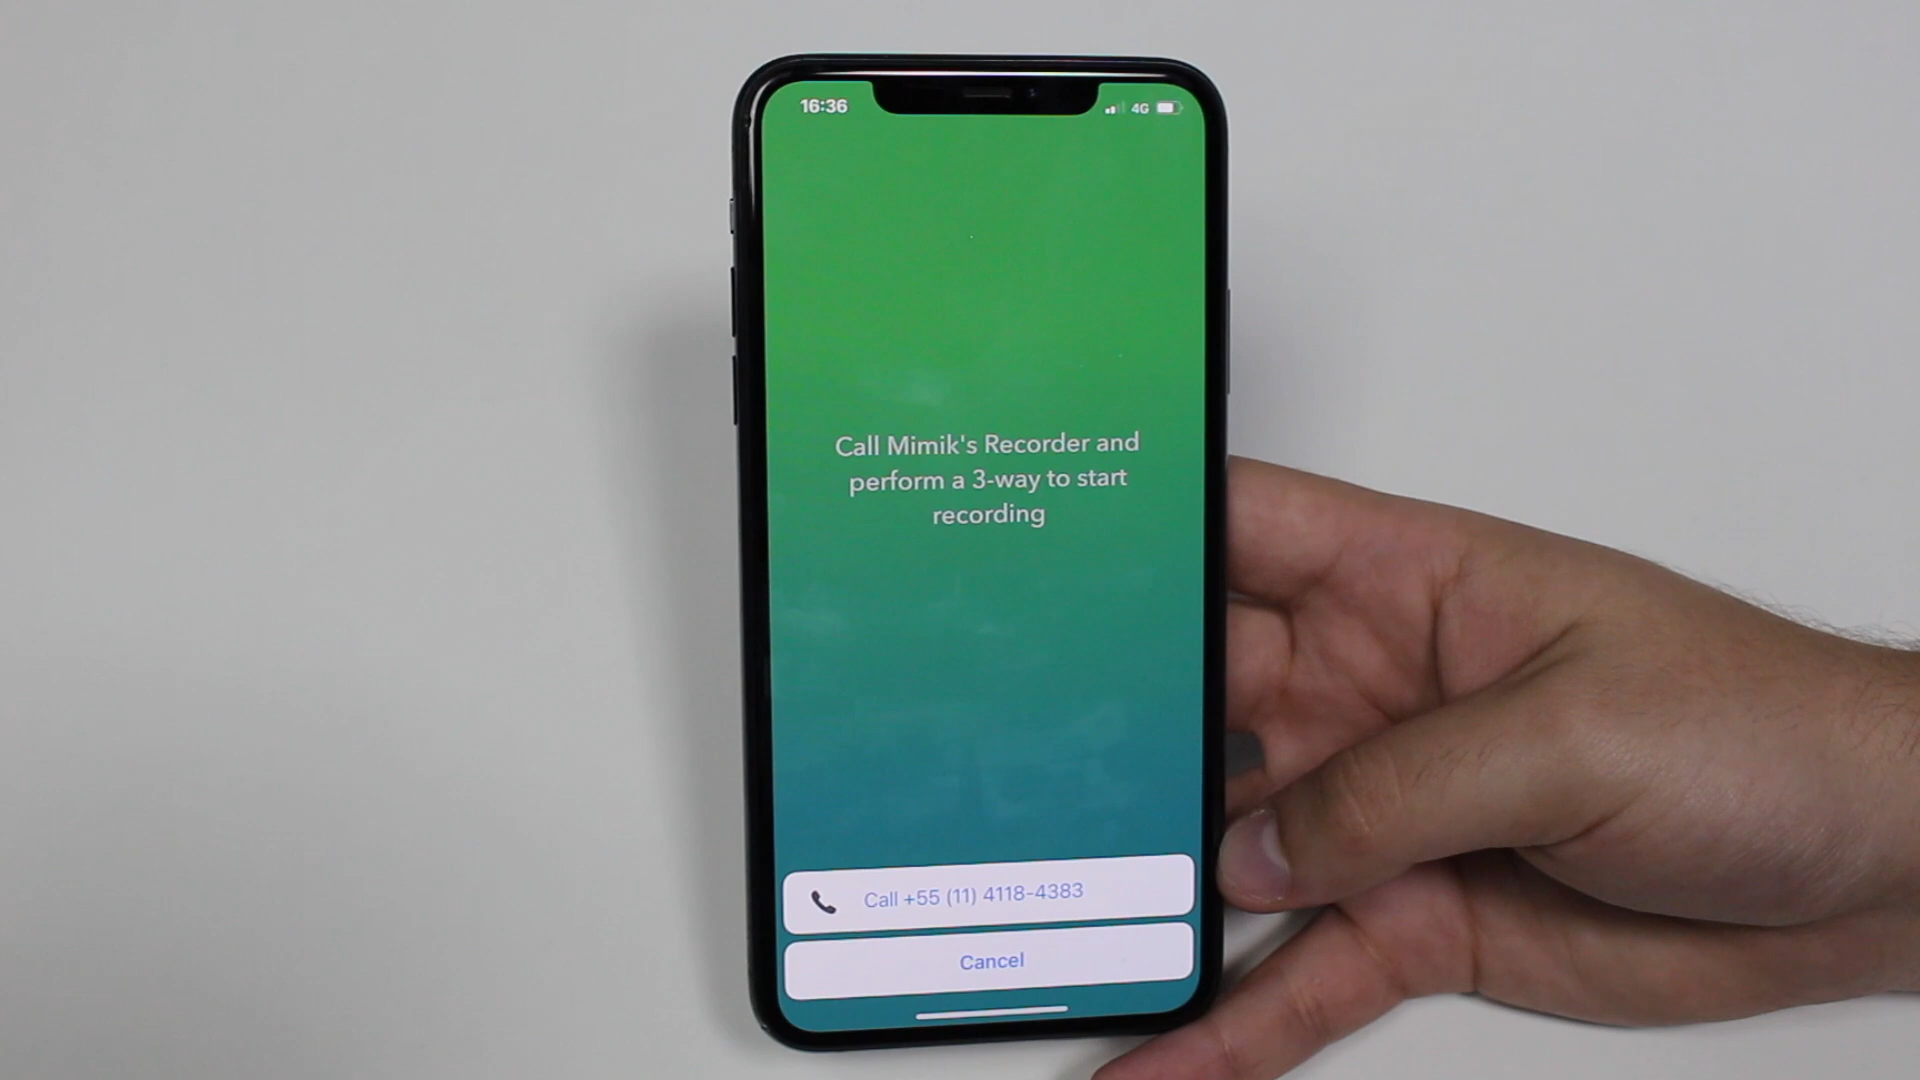 16:36
4G
Call Mimik's Recorder and
perform a 3-way to start
recording
Call +55 (11) 4118-4383
Cancel